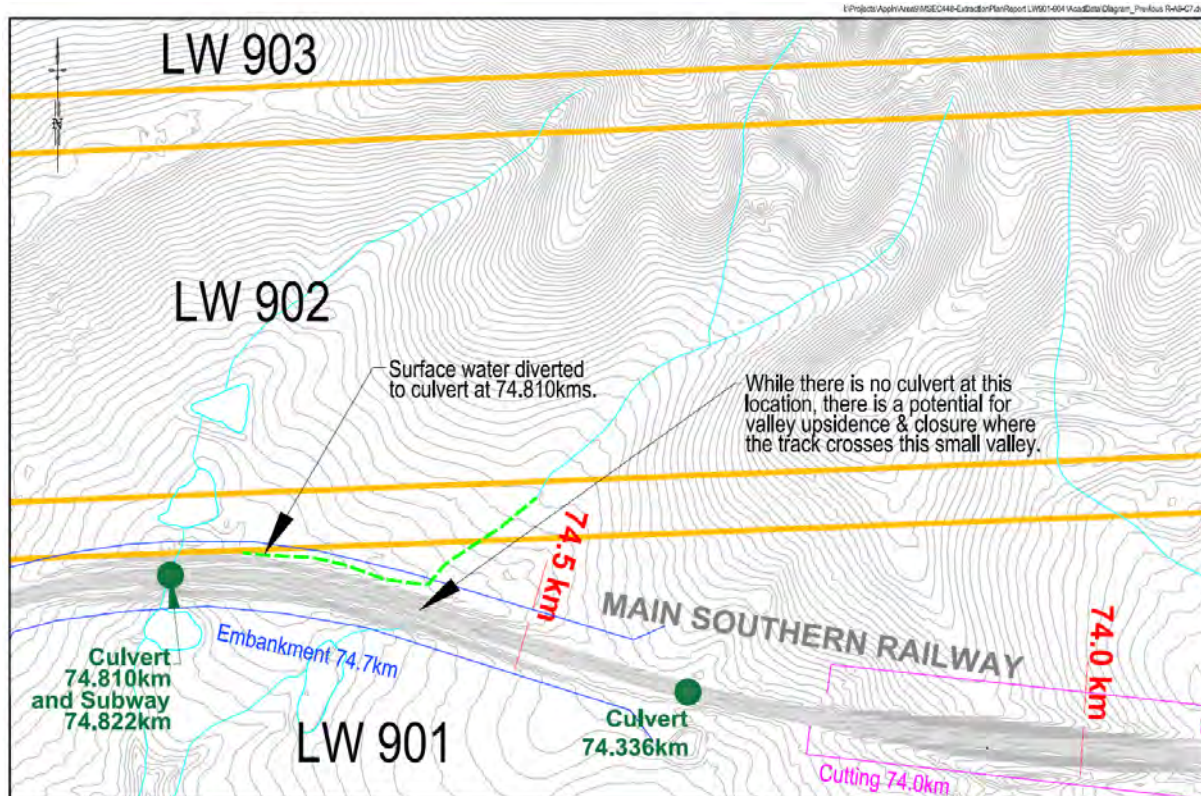 LW 903
N
LW 902
Surface water diverted
to culvert at 74.810kms.
While there is no culvert at this
location, there is a potential for
valley upsidence & closure where
the track crosses this small valley.
74.5 km
MAIN SOUTHERN RAILWAY
74.0 km
Embankment 74.7km
Culvert
74.810km
and Subway
74.822km
LW 901
Culvert
74.336km
Cutting 74.0km